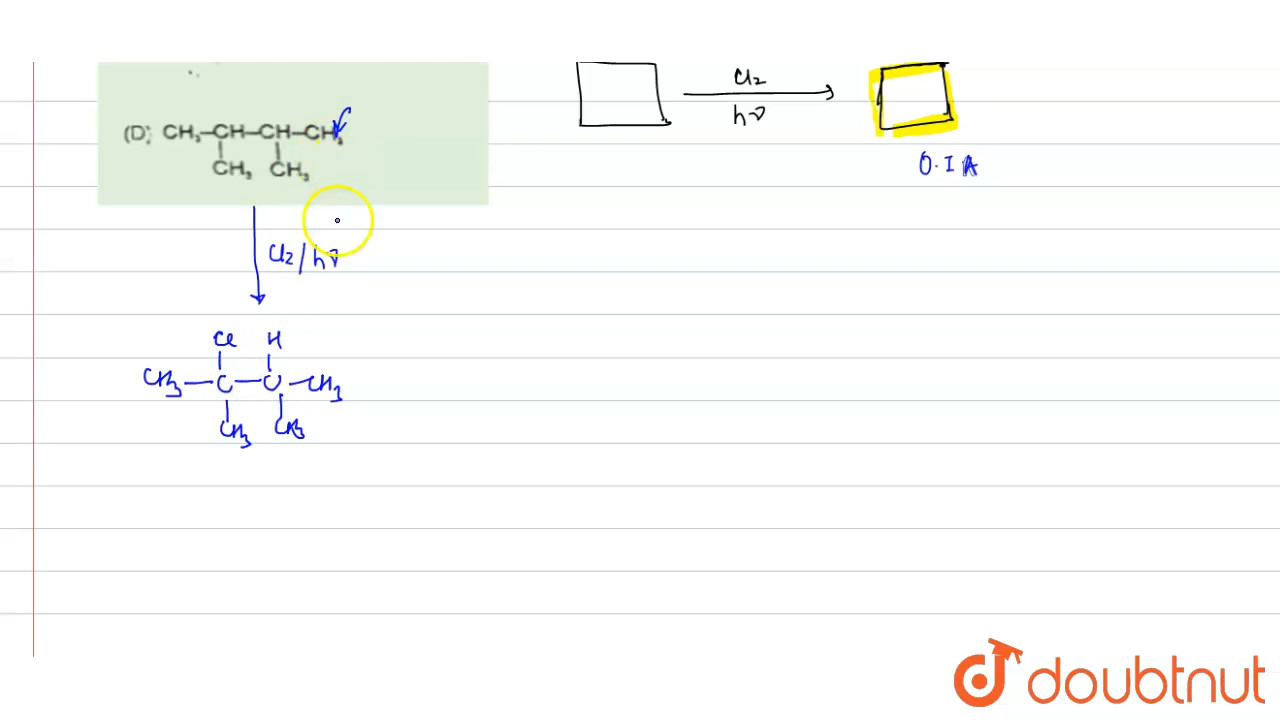 Cl2
hν
(D) CH₃–CH–CH–CH₃
CH₃ CH₃
O.I A
Cl2/hν
Cl H
CH3–C–C–CH3
CH3 CH3
doubtnut